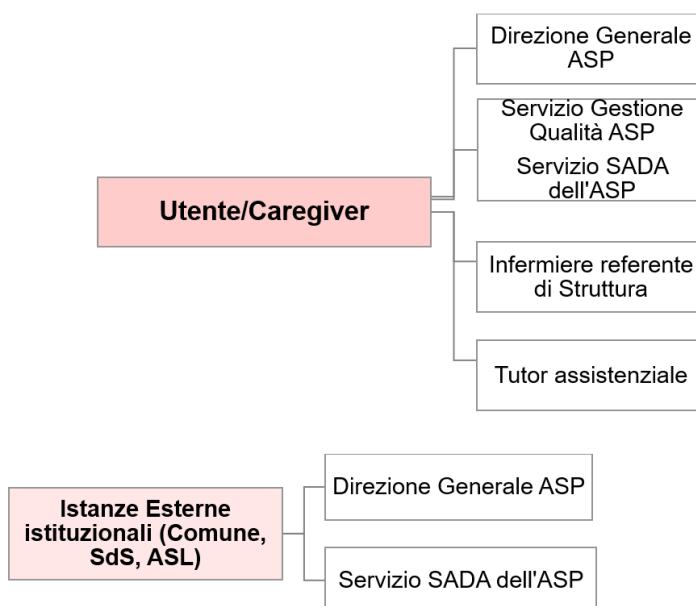 Direzione Generale
ASP
Servizio Gestione
Qualità ASP
Servizio SADA
dell'ASP
Utente/Caregiver
Infermiere referente
di Struttura
Tutor assistenziale
Direzione Generale ASP
Istanze Esterne
istituzionali (Comune,
SdS, ASL)
Servizio SADA dell'ASP